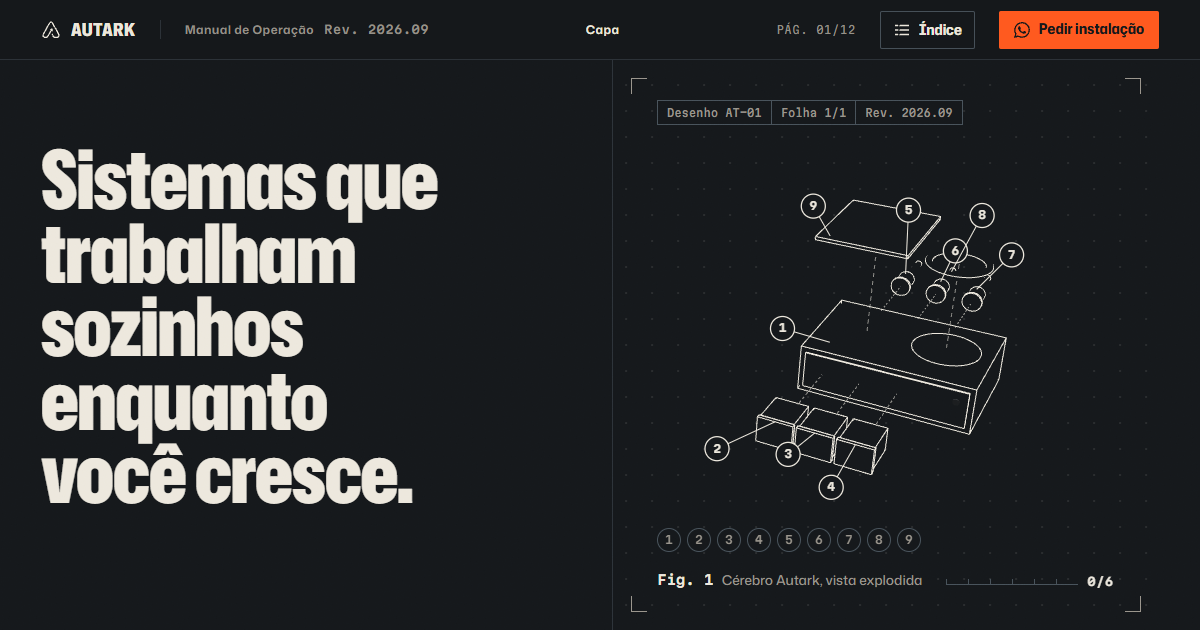 AUTARK
Manual de Operação Rev. 2026.09
Capa
PÁG. 01/12
Índice
Pedir instalação
Sistemas que
trabalham
sozinhos
enquanto
você cresce.
Desenho AT-01 Folha 1/1 Rev. 2026.09
9
5
8
6
7
1
2
3
4
1 2 3 4 5 6 7 8 9
Fig. 1 Cérebro Autark, vista explodida
0/6